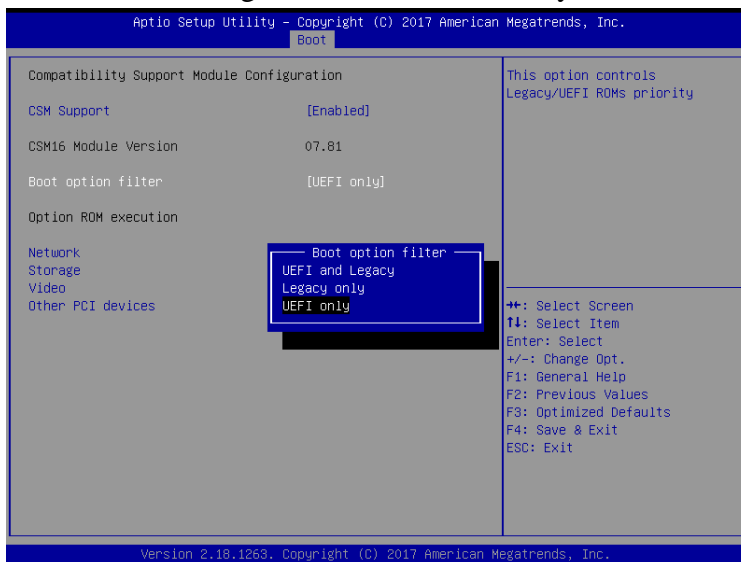 Aptio Setup Utility – Copyright (C) 2017 American Megatrends, Inc.
Boot
Compatibility Support Module Configuration
CSM Support [Enabled]
CSM16 Module Version 07.81
Boot option filter [UEFI only]
Option ROM execution
Network
Storage
Video
Other PCI devices
Boot option filter
UEFI and Legacy
Legacy only
UEFI only
This option controls
Legacy/UEFI ROMs priority
→←: Select Screen
↑↓: Select Item
Enter: Select
+/-: Change Opt.
F1: General Help
F2: Previous Values
F3: Optimized Defaults
F4: Save & Exit
ESC: Exit
Version 2.18.1263. Copyright (C) 2017 American Megatrends, Inc.